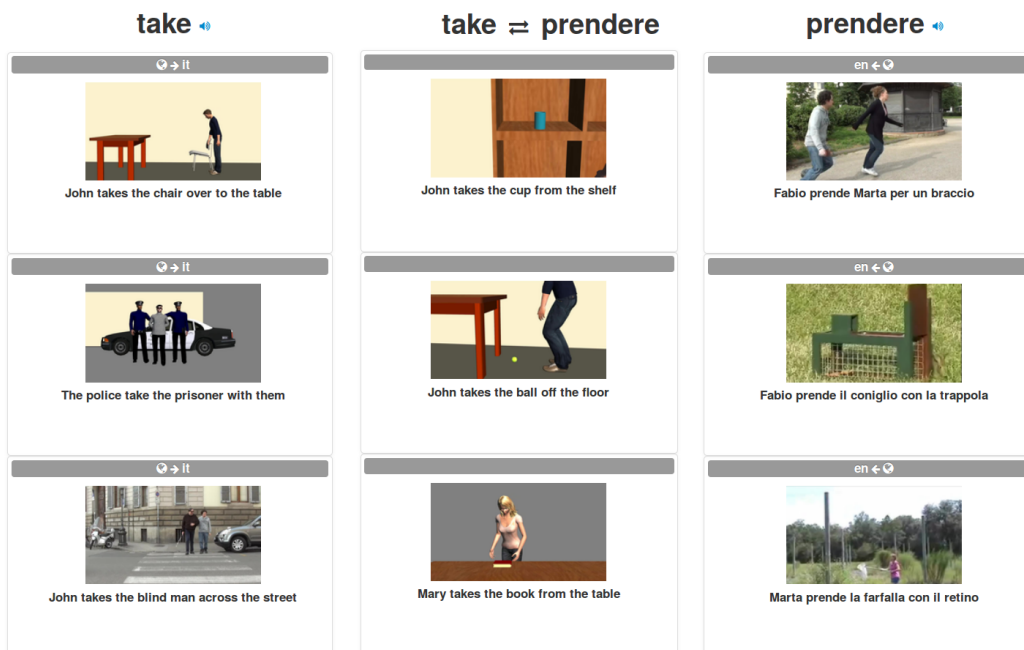 take
take ⇄ prendere
prendere
→ it
en ←
John takes the chair over to the table
John takes the cup from the shelf
Fabio prende Marta per un braccio
→ it
en ←
The police take the prisoner with them
John takes the ball off the floor
Fabio prende il coniglio con la trappola
→ it
en ←
John takes the blind man across the street
Mary takes the book from the table
Marta prende la farfalla con il retino